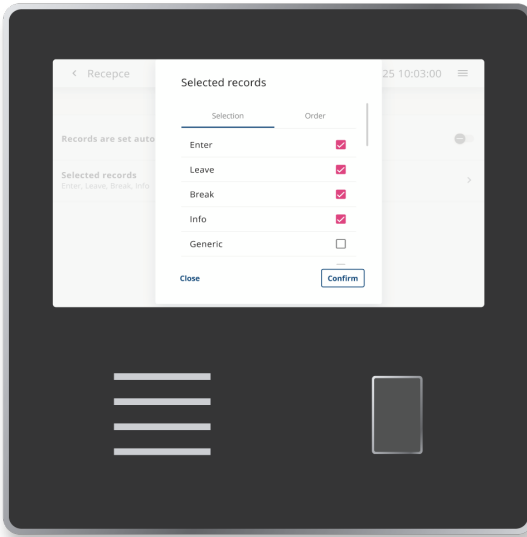 Recepce
25 10:03:00
Selected records
Selection
Order
Records are set auto
Enter
Leave
Selected records
Enter, Leave, Break, Info
Break
Info
Generic
Close
Confirm